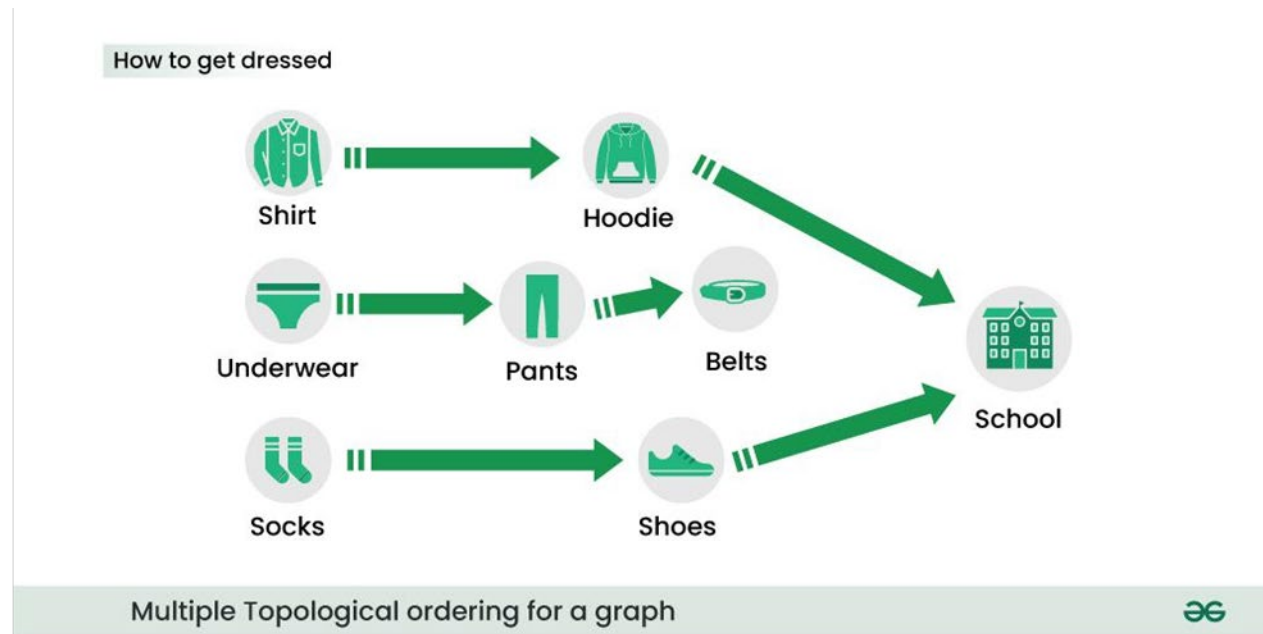 How to get dressed
Shirt
Hoodie
Underwear
Pants
Belts
School
Socks
Shoes
Multiple Topological ordering for a graph